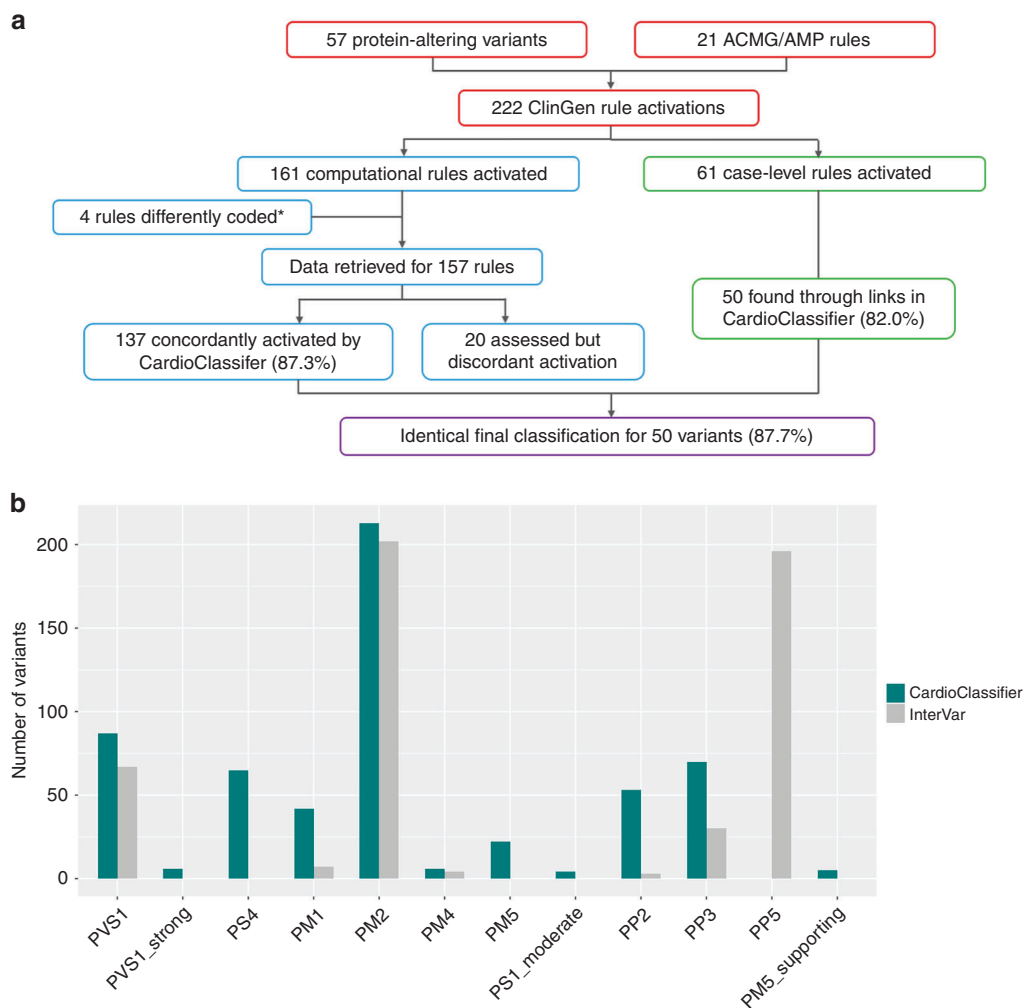 a
57 protein-altering variants
21 ACMG/AMP rules
222 ClinGen rule activations
161 computational rules activated
61 case-level rules activated
4 rules differently coded*
Data retrieved for 157 rules
50 found through links in
CardioClassifier (82.0%)
137 concordantly activated by
CardioClassifer (87.3%)
20 assessed but
discordant activation
Identical final classification for 50 variants (87.7%)
b
Number of variants
200
150
100
50
0
PVS1
PVS1_strong
PS4
PM1
PM2
PM4
PM5
PS1_moderate
PP2
PP3
PP5
PM5_supporting
CardioClassifier
InterVar